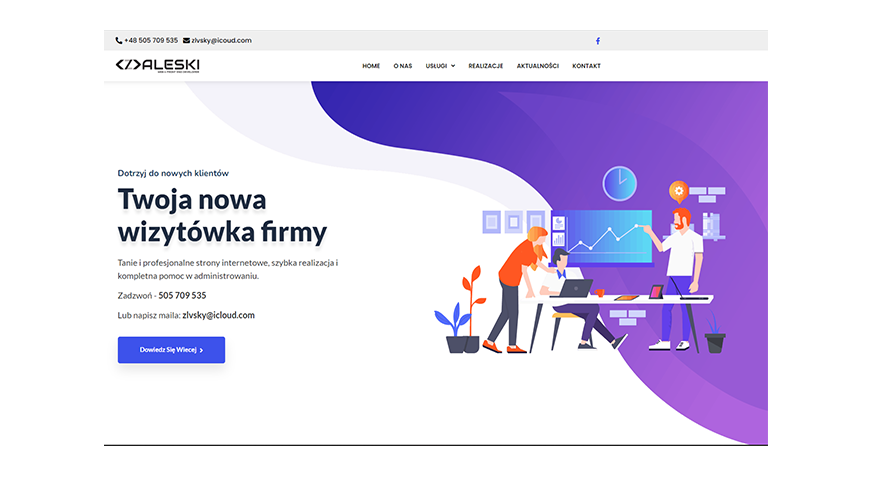 +48 505 709 535 zlvsky@icoud.com
</>ALESKI
HOME O NAS USŁUGI REALIZACJE AKTUALNOŚCI KONTAKT
Dotrzyj do nowych klientów
Twoja nowa
wizytówka firmy
Tanie i profesjonalne strony internetowe, szybka realizacja i
kompletna pomoc w administrowaniu.
Zadzwoń - 505 709 535
Lub napisz maila: zlvsky@icloud.com
Dowiedz Się Wiecej